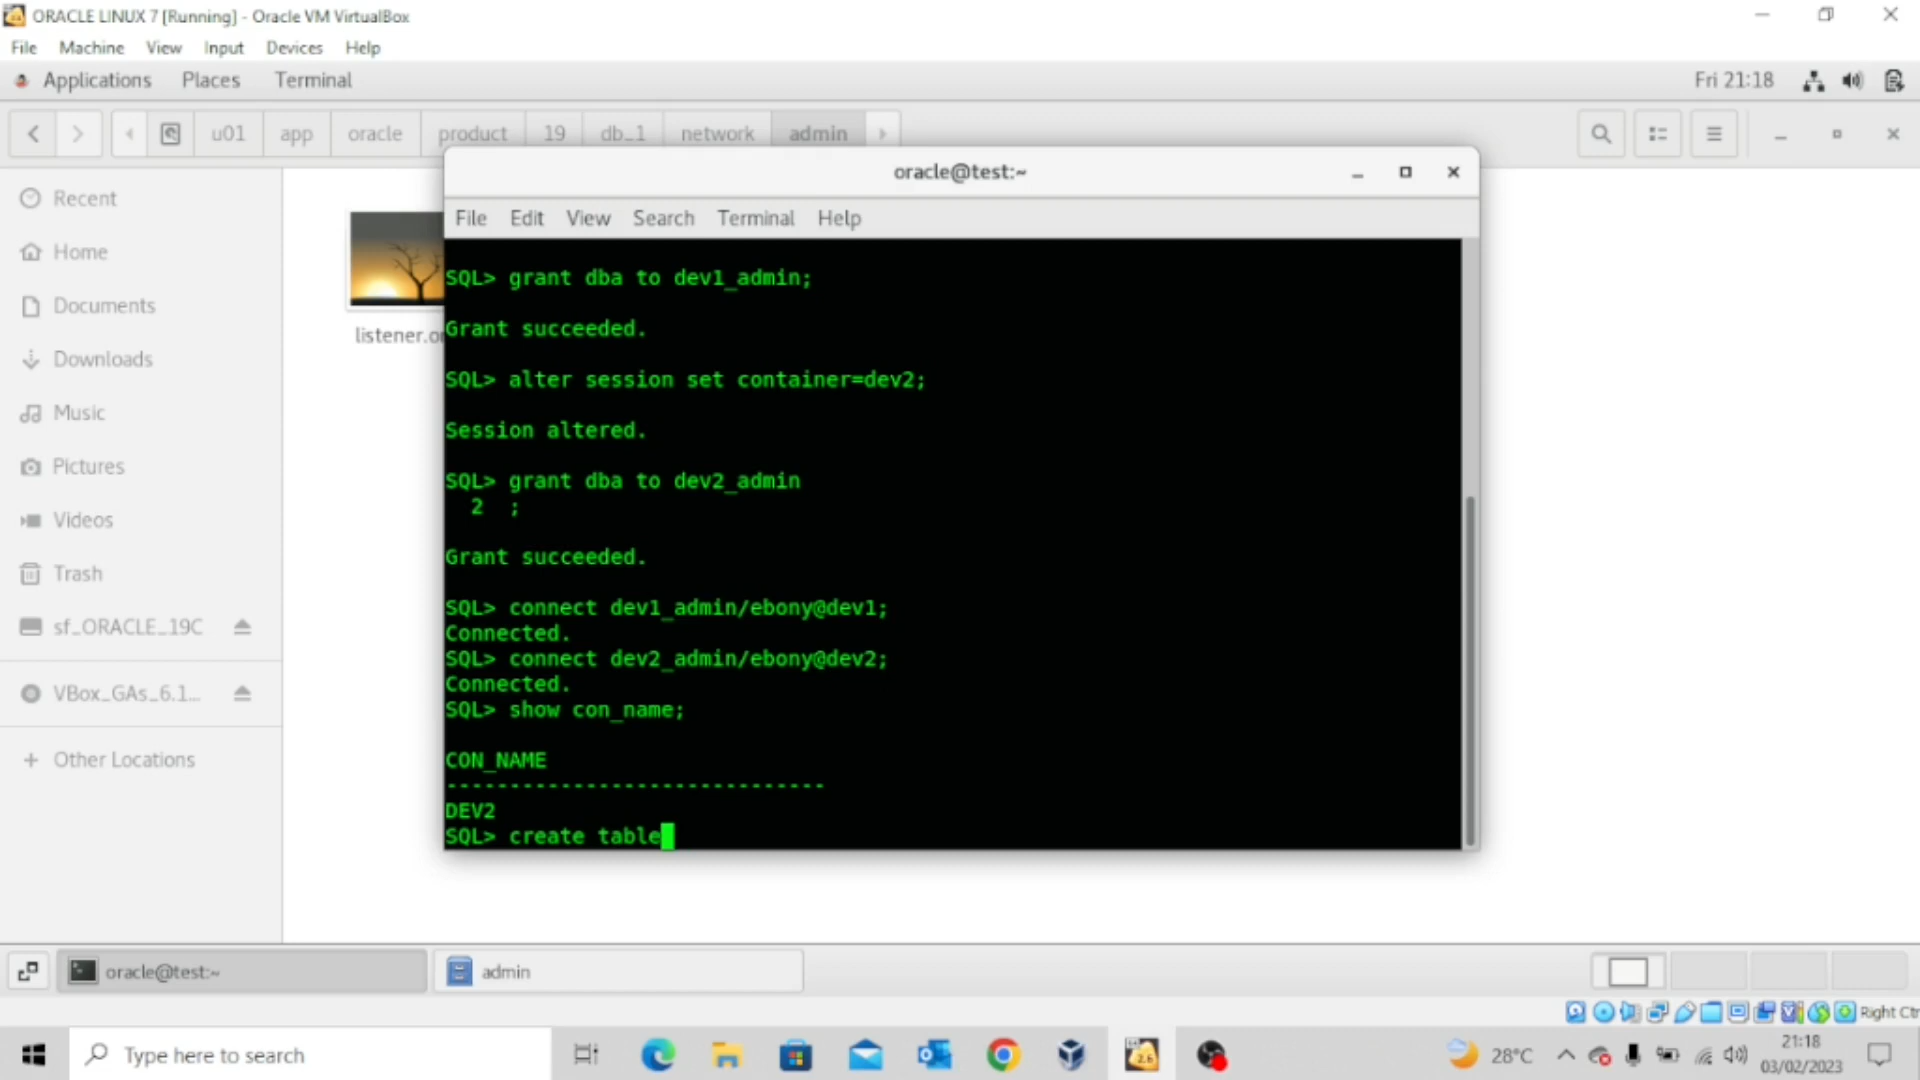 ORACLE LINUX 7 [Running] - Oracle VM VirtualBox
File Machine View Input Devices Help
Applications Places Terminal Fri 21:18
u01 app oracle product 19 db_1 network admin
oracle@test:~
File Edit View Search Terminal Help
Recent
Home
Documents
Downloads
Music
Pictures
Videos
Trash
sf_ORACLE_19C
VBox_GAs_6.1...
+ Other Locations
SQL> grant dba to dev1_admin;
Grant succeeded.
SQL> alter session set container=dev2;
Session altered.
SQL> grant dba to dev2_admin
2 ;
Grant succeeded.
SQL> connect dev1_admin/ebony@dev1;
Connected.
SQL> connect dev2_admin/ebony@dev2;
Connected.
SQL> show con_name;
CON_NAME
------------------------------
DEV2
SQL> create table
oracle@test:~ admin
Right Ctr
Type here to search
2.6
28°C
21:18
03/02/2023